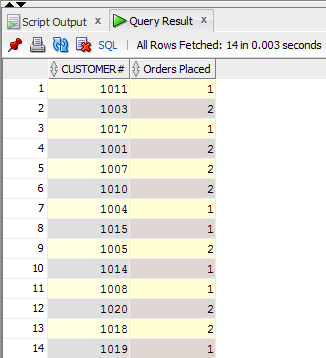 Script Output x Query Result x
SQL | All Rows Fetched: 14 in 0.003 seconds
CUSTOMER# Orders Placed
1 1011 1
2 1003 2
3 1017 1
4 1001 2
5 1007 2
6 1010 2
7 1004 1
8 1015 1
9 1005 2
10 1014 1
11 1008 1
12 1020 2
13 1018 2
14 1019 1